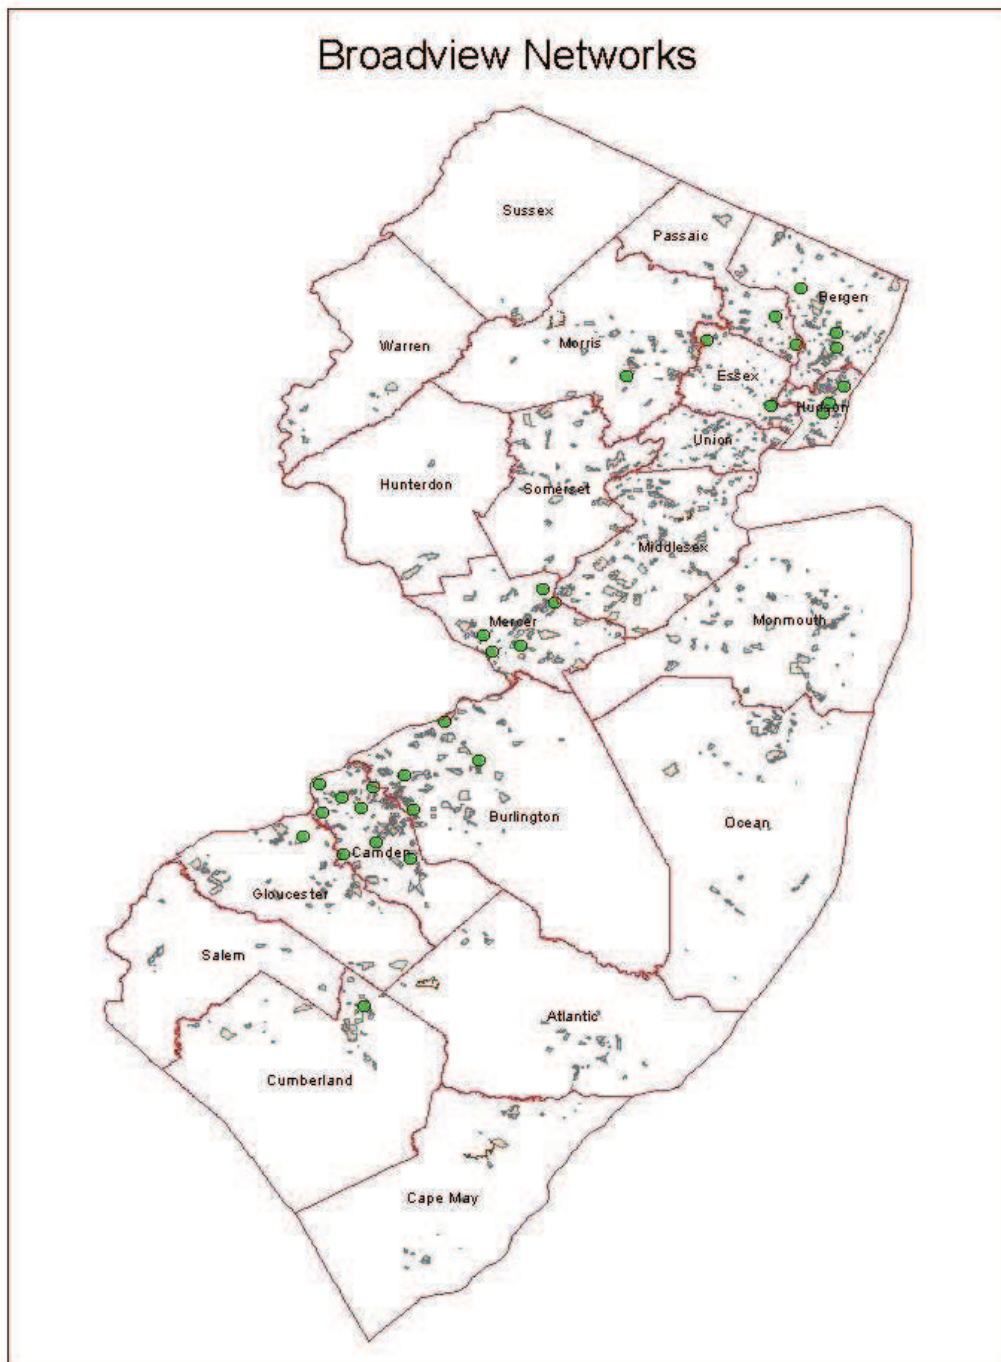 Broadview Networks
Sussex
Passaic
Bergen
Warren
Morris
Essex
Hudson
Union
Hunterdon
Somerset
Middlesex
Mercer
Monmouth
Burlington
Ocean
Camden
Gloucester
Salem
Atlantic
Cumberland
Cape May